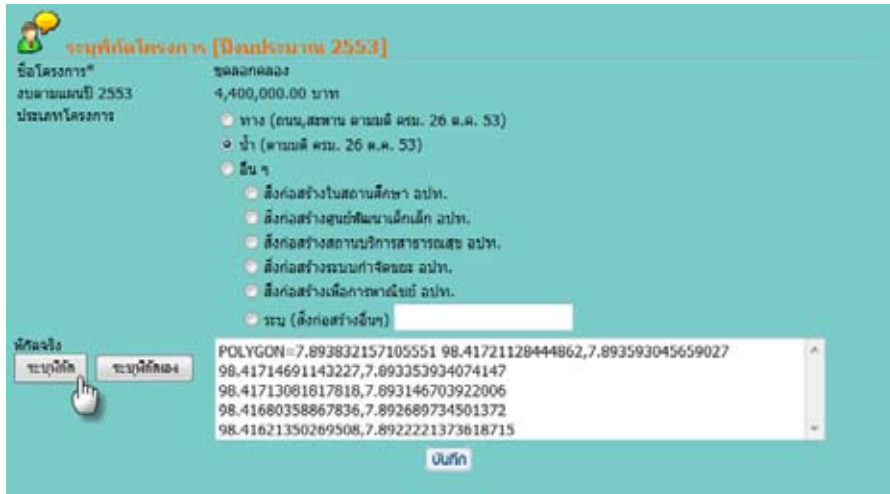 ระบุพิกัดโครงการ [ปีงบประมาณ 2553]
ชื่อโครงการ* ขุดลอกคลอง
งบตามแผนปี 2553 4,400,000.00 บาท
ประเภทโครงการ ทาง (ถนน,สะพาน ตามมติ ครม. 26 ต.ค. 53)
น้ำ (ตามมติ ครม. 26 ต.ค. 53)
อื่น ๆ
สิ่งก่อสร้างในสถานศึกษา อปท.
สิ่งก่อสร้างศูนย์พัฒนาเด็กเล็ก อปท.
สิ่งก่อสร้างสถานบริการสาธารณสุข อปท.
สิ่งก่อสร้างระบบกำจัดขยะ อปท.
สิ่งก่อสร้างเพื่อการพาณิชย์ อปท.
ระบุ (สิ่งก่อสร้างอื่นๆ)
พิกัดจริง
ระบุพิกัด ระบุพิกัดเอง
POLYGON=7.893832157105551 98.41721128444862,7.893593045659027
98.41714691143227,7.893353934074147
98.41713081817818,7.893146703922006
98.41680358867836,7.892689734501372
98.41621350269508,7.8922221373618715
บันทึก